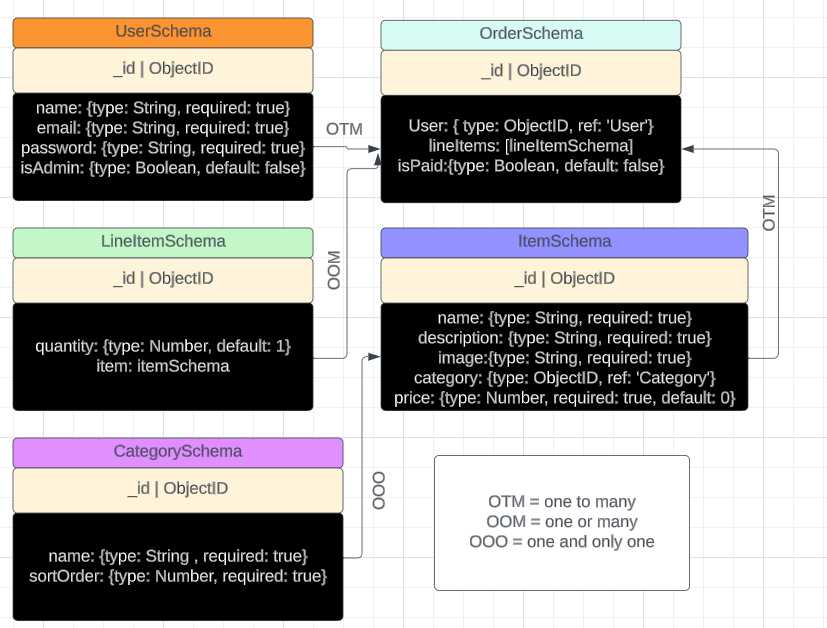 UserSchema
_id | ObjectID
name: {type: String, required: true}
email: {type: String, required: true}
password: {type: String, required: true}
isAdmin: {type: Boolean, default: false}
OTM
OrderSchema
_id | ObjectID
User: { type: ObjectID, ref: 'User'}
lineItems: [lineItemSchema]
isPaid:{type: Boolean, default: false}
LineItemSchema
_id | ObjectID
quantity: {type: Number, default: 1}
item: itemSchema
OOM
ItemSchema
_id | ObjectID
name: {type: String, required: true}
description: {type: String, required: true}
image:{type: String, required: true}
category: {type: ObjectID, ref: 'Category'}
price: {type: Number, required: true, default: 0}
OTM
CategorySchema
_id | ObjectID
name: {type: String , required: true}
sortOrder: {type: Number, required: true}
OOO
OTM = one to many
OOM = one or many
OOO = one and only one